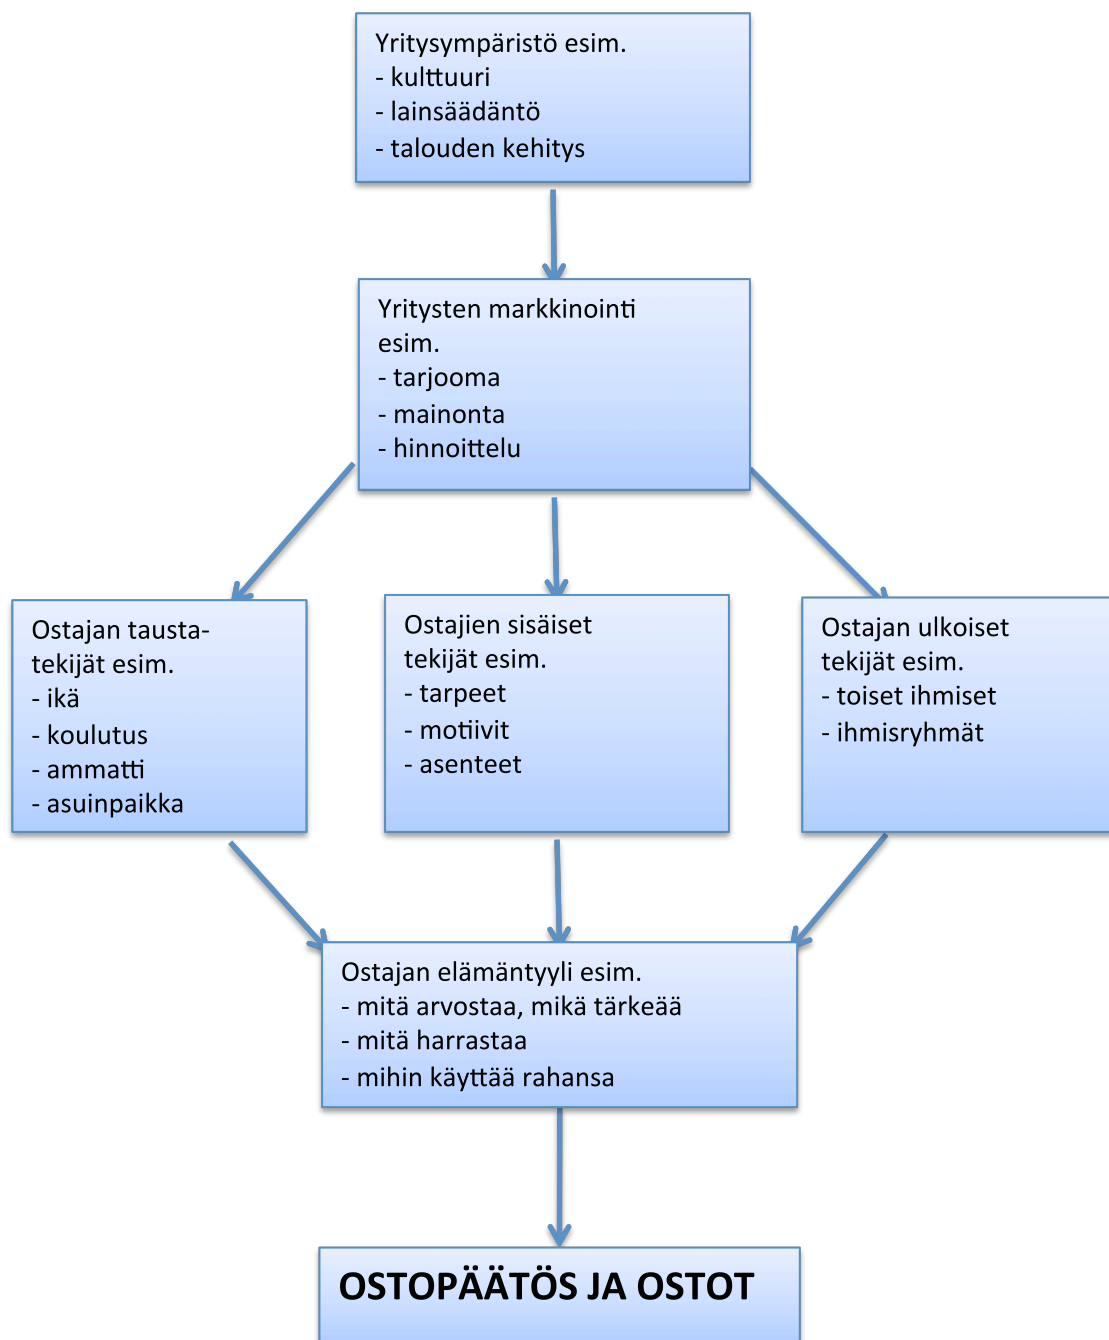 Yritysympäristö esim.
- kulttuuri
- lainsäädäntö
- talouden kehitys
Yritysten markkinointi
esim.
- tarjooma
- mainonta
- hinnoittelu
Ostajan tausta-
tekijät esim.
- ikä
- koulutus
- ammatti
- asuinpaikka
Ostajien sisäiset
tekijät esim.
- tarpeet
- motiivit
- asenteet
Ostajan ulkoiset
tekijät esim.
- toiset ihmiset
- ihmisryhmät
Ostajan elämäntyyli esim.
- mitä arvostaa, mikä tärkeää
- mitä harrastaa
- mihin käyttää rahansa
OSTOPÄÄTÖS JA OSTOT